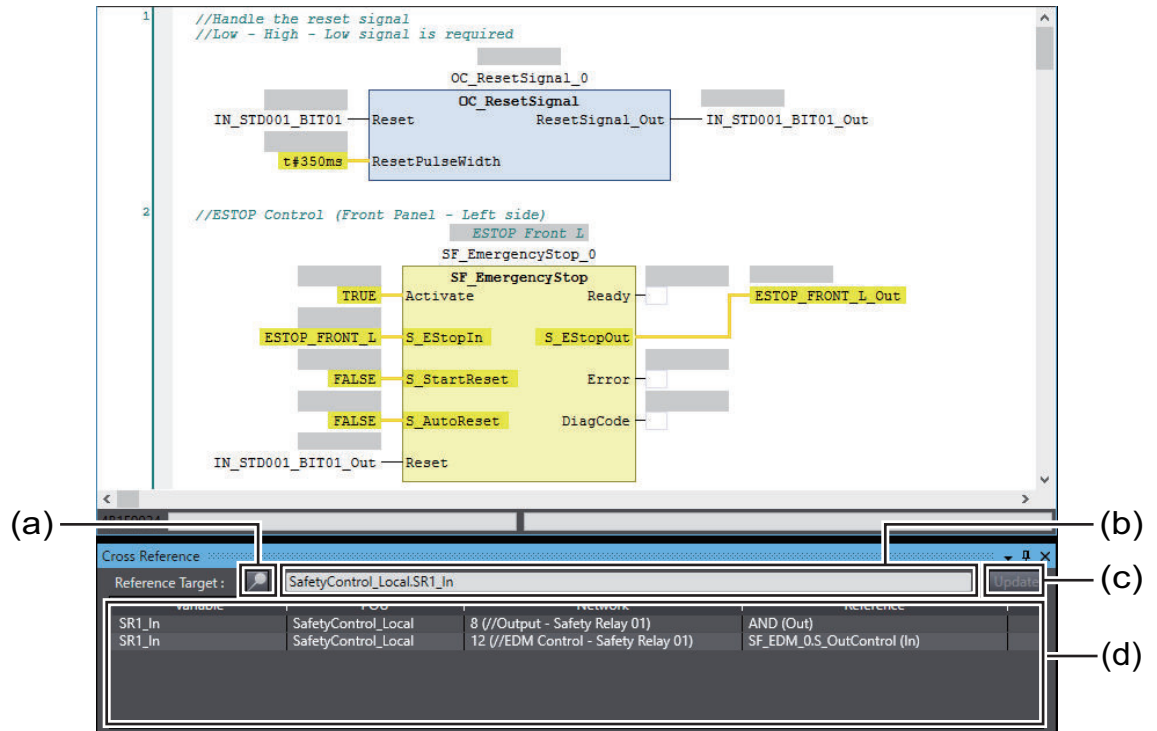 1
//Handle the reset signal
//Low - High - Low signal is required
OC_ResetSignal_0
OC_ResetSignal
IN_STD001_BIT01 Reset ResetSignal_Out IN_STD001_BIT01_Out
t#350ms ResetPulseWidth
2
//ESTOP Control (Front Panel - Left side)
ESTOP Front L
SF_EmergencyStop_0
SF_EmergencyStop
TRUE Activate Ready ESTOP_FRONT_L_Out
ESTOP_FRONT_L S_EStopIn S_EStopOut
FALSE S_StartReset Error
FALSE S_AutoReset DiagCode
IN_STD001_BIT01_Out Reset
(a) (b)
Cross Reference
Reference Target : SafetyControl_Local.SR1_In Update (c)
Variable POU Network Reference
SR1_In SafetyControl_Local 8 (//Output - Safety Relay 01) AND (Out)
SR1_In SafetyControl_Local 12 (//EDM Control - Safety Relay 01) SF_EDM_0.S_OutControl (In)
(d)